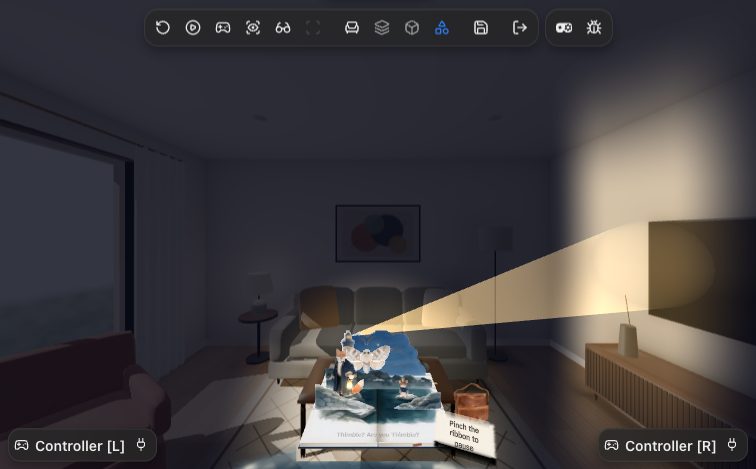 Thimble? Are you Thimble?
Pinch the
ribbon to
pause
Controller [L]
Controller [R]